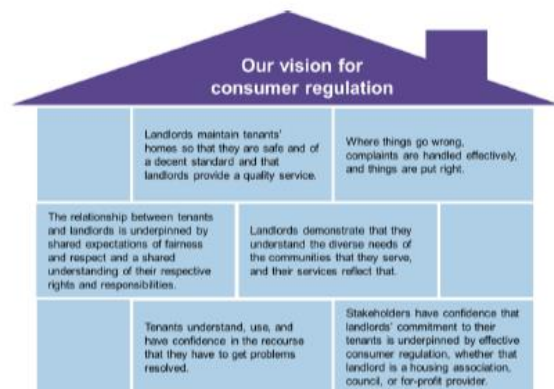 Our vision for
consumer regulation
Landlords maintain tenants'
homes so that they are safe and of
a decent standard and that
landlords provide a quality service.
Where things go wrong,
complaints are handled effectively,
and things are put right.
The relationship between tenants
and landlords is underpinned by
shared expectations of fairness
and respect and a shared
understanding of their respective
rights and responsibilities.
Landlords demonstrate that they
understand the diverse needs of
the communities that they serve,
and their services reflect that.
Tenants understand, use, and
have confidence in the recourse
that they have to get problems
resolved.
Stakeholders have confidence that
landlords' commitment to their
tenants is underpinned by effective
consumer regulation, whether that
landlord is a housing association,
council, or for-profit provider.